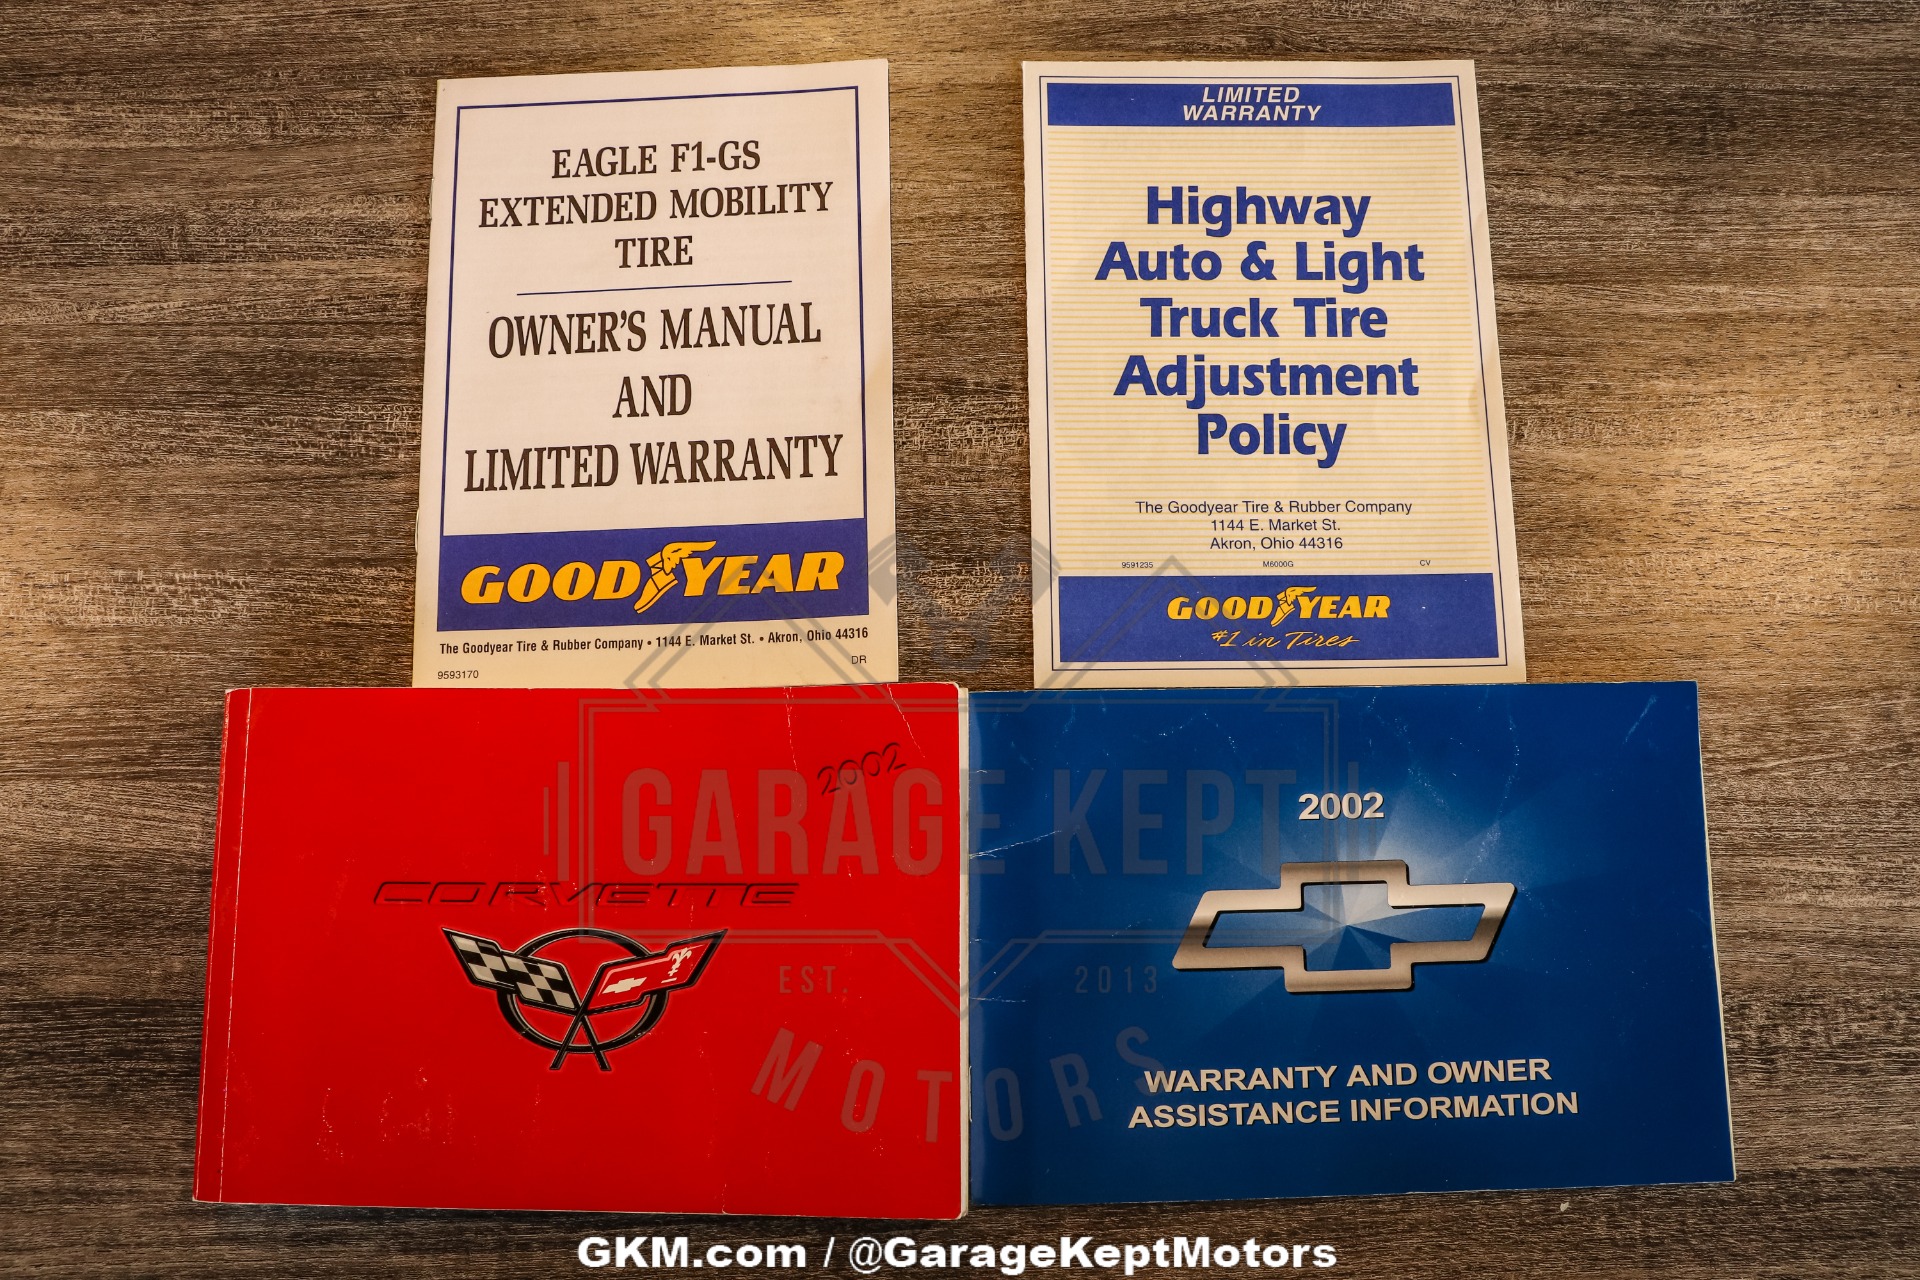 EAGLE F1-GS
EXTENDED MOBILITY
TIRE
OWNER'S MANUAL
AND
LIMITED WARRANTY
GOODYEAR
The Goodyear Tire & Rubber Company • 1144 E. Market St. • Akron, Ohio 44316
9593170
DR
LIMITED
WARRANTY
Highway
Auto & Light
Truck Tire
Adjustment
Policy
The Goodyear Tire & Rubber Company
1144 E. Market St.
Akron, Ohio 44316
9591235 M6000G CV
GOODYEAR
#1 in Tires
2002
CORVETTE
2002
WARRANTY AND OWNER
ASSISTANCE INFORMATION
GARAGE KEPT
EST. 2013
MOTORS
GKM.com / @GarageKeptMotors